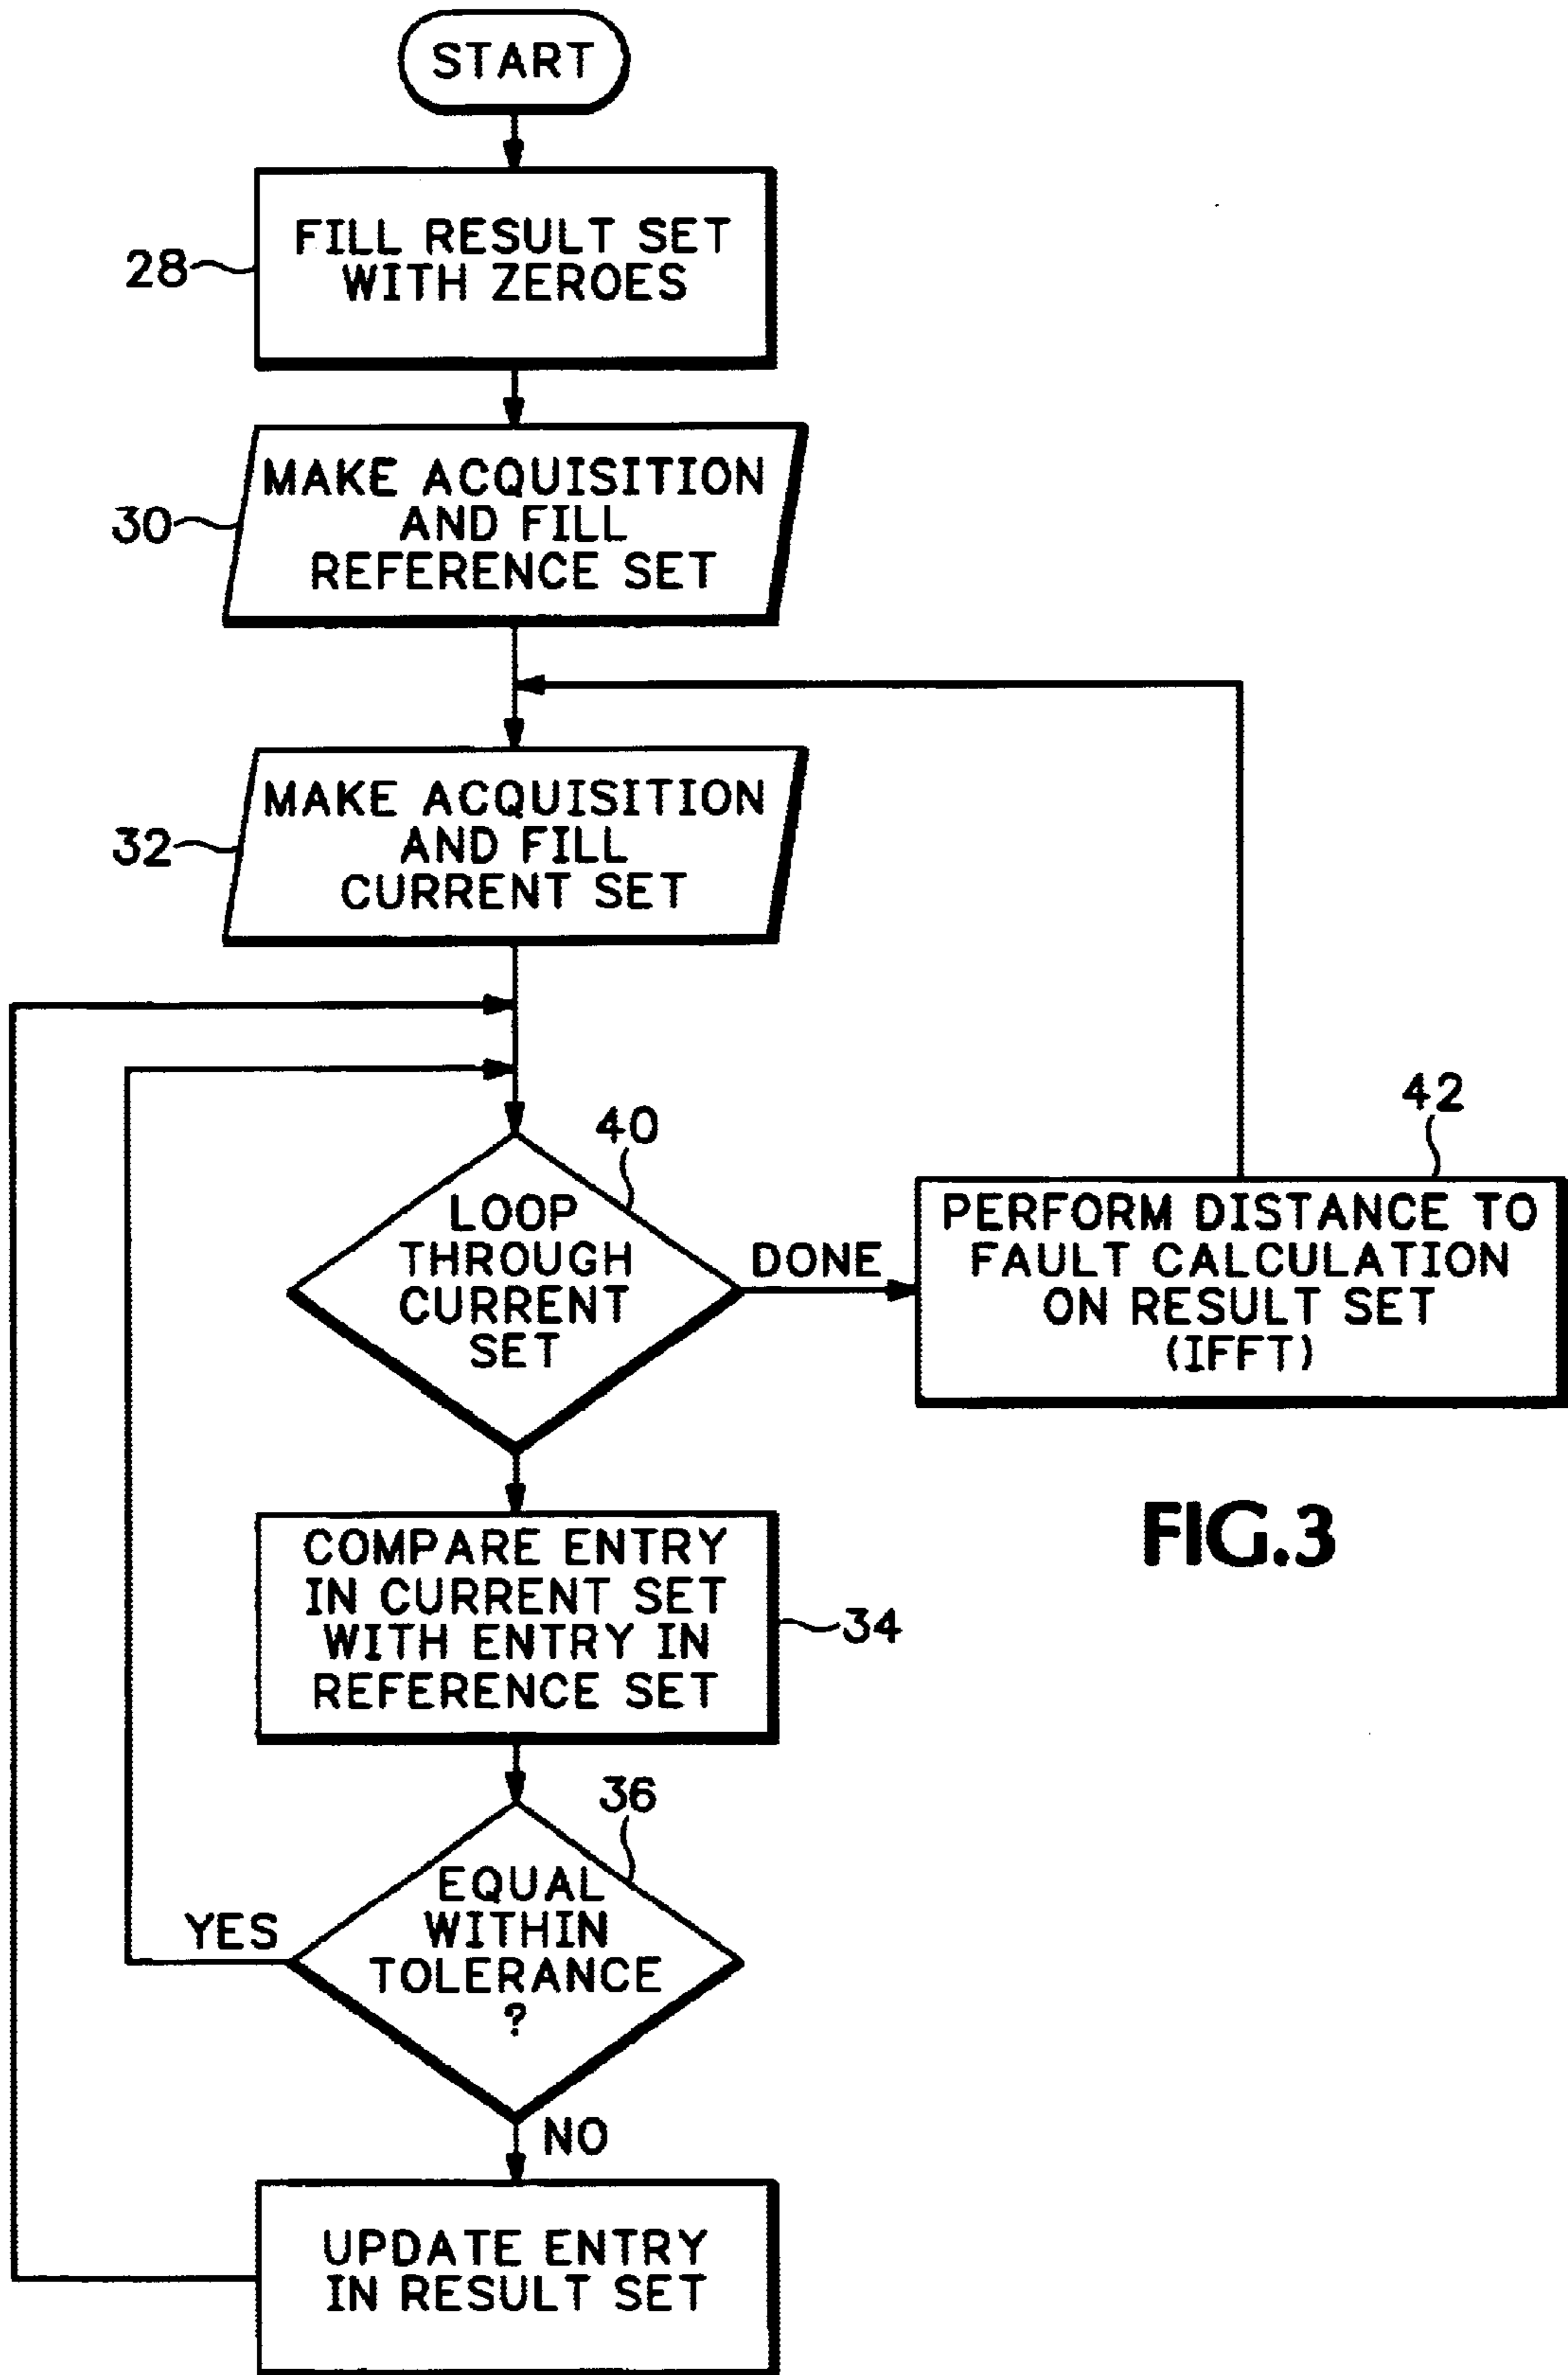 START
FILL RESULT SET
WITH ZEROES
28
MAKE ACQUISITION
AND FILL
REFERENCE SET
30
MAKE ACQUISITION
AND FILL
CURRENT SET
32
40
LOOP
THROUGH
CURRENT
SET
DONE
42
PERFORM DISTANCE TO
FAULT CALCULATION
ON RESULT SET
(IFFT)
COMPARE ENTRY
IN CURRENT SET
WITH ENTRY IN
REFERENCE SET
34
FIG.3
36
EQUAL
WITHIN
TOLERANCE
?
YES
NO
UPDATE ENTRY
IN RESULT SET